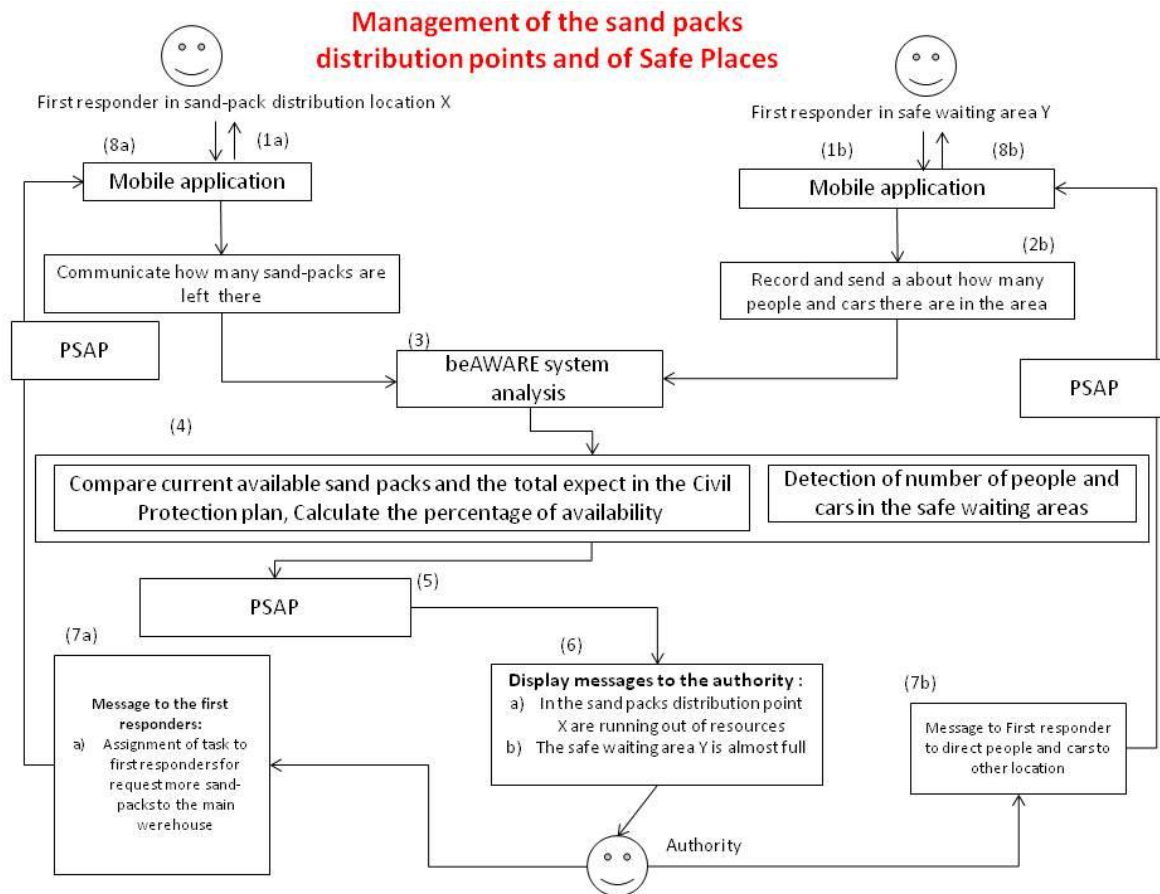 Management of the sand packs
distribution points and of Safe Places
First responder in sand-pack distribution location X
First responder in safe waiting area Y
(8a)
(1a)
(1b)
(8b)
Mobile application
Mobile application
(2b)
Communicate how many sand-packs are
left there
Record and send a about how many
people and cars there are in the area
PSAP
(3)
beAWARE system
analysis
PSAP
(4)
Compare current available sand packs and the total expect in the Civil
Protection plan, Calculate the percentage of availability
Detection of number of people and
cars in the safe waiting areas
PSAP
(5)
(7a)
Message to the first
responders:
a) Assignment of task to
first responders for
request more sand-
packs to the main
werehouse
(6)
Display messages to the authority :
a) In the sand packs distribution point
X are running out of resources
b) The safe waiting area Y is almost full
(7b)
Message to First responder
to direct people and cars to
other location
Authority